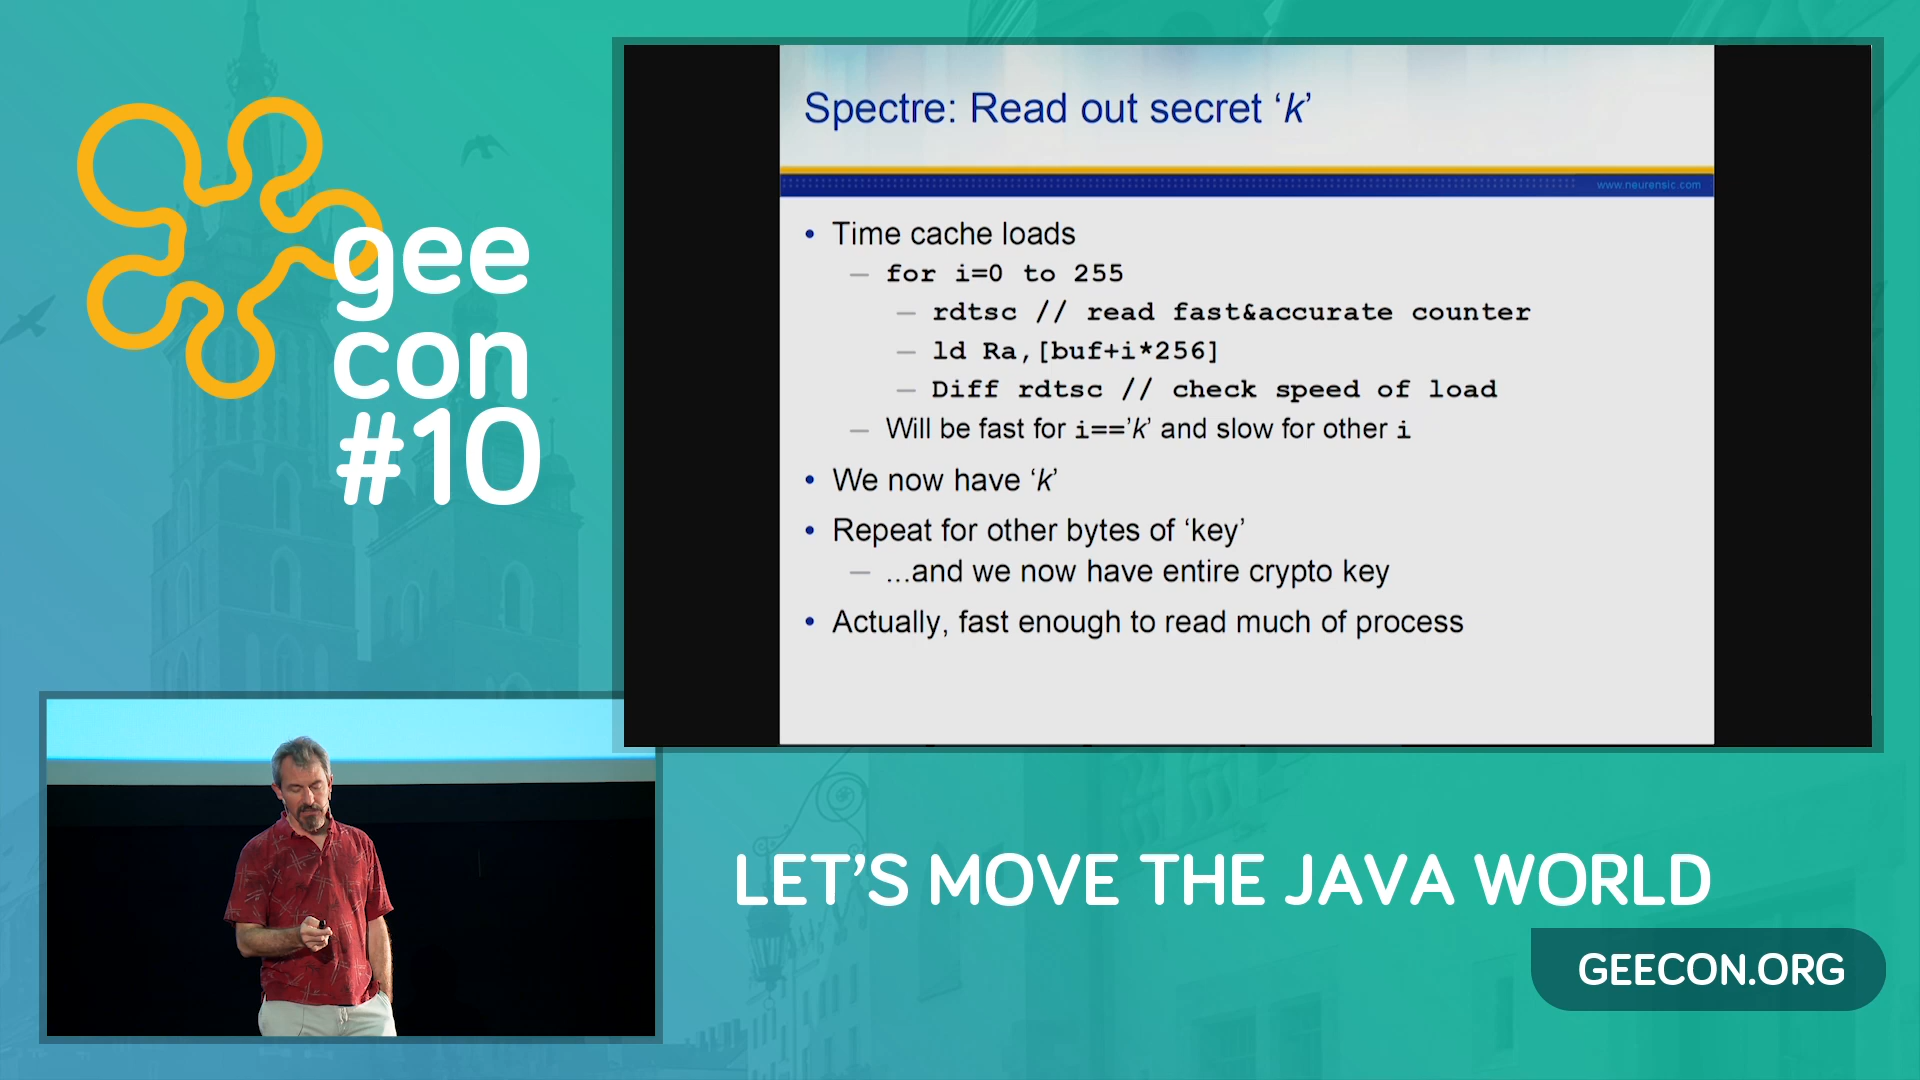 gee
con
#10
Spectre: Read out secret ‘k’
www.neurensic.com
• Time cache loads
— for i=0 to 255
— rdtsc // read fast&accurate counter
— ld Ra,[buf+i*256]
— Diff rdtsc // check speed of load
— Will be fast for i==’k’ and slow for other i
• We now have ‘k’
• Repeat for other bytes of ‘key’
— ...and we now have entire crypto key
• Actually, fast enough to read much of process
LET’S MOVE THE JAVA WORLD
GEECON.ORG